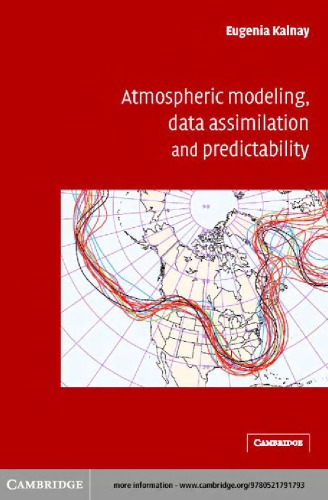 Eugenia Kalnay
Atmospheric modeling,
data assimilation
and predictability
CAMBRIDGE
CAMBRIDGE
more information - www.cambridge.org/9780521791793